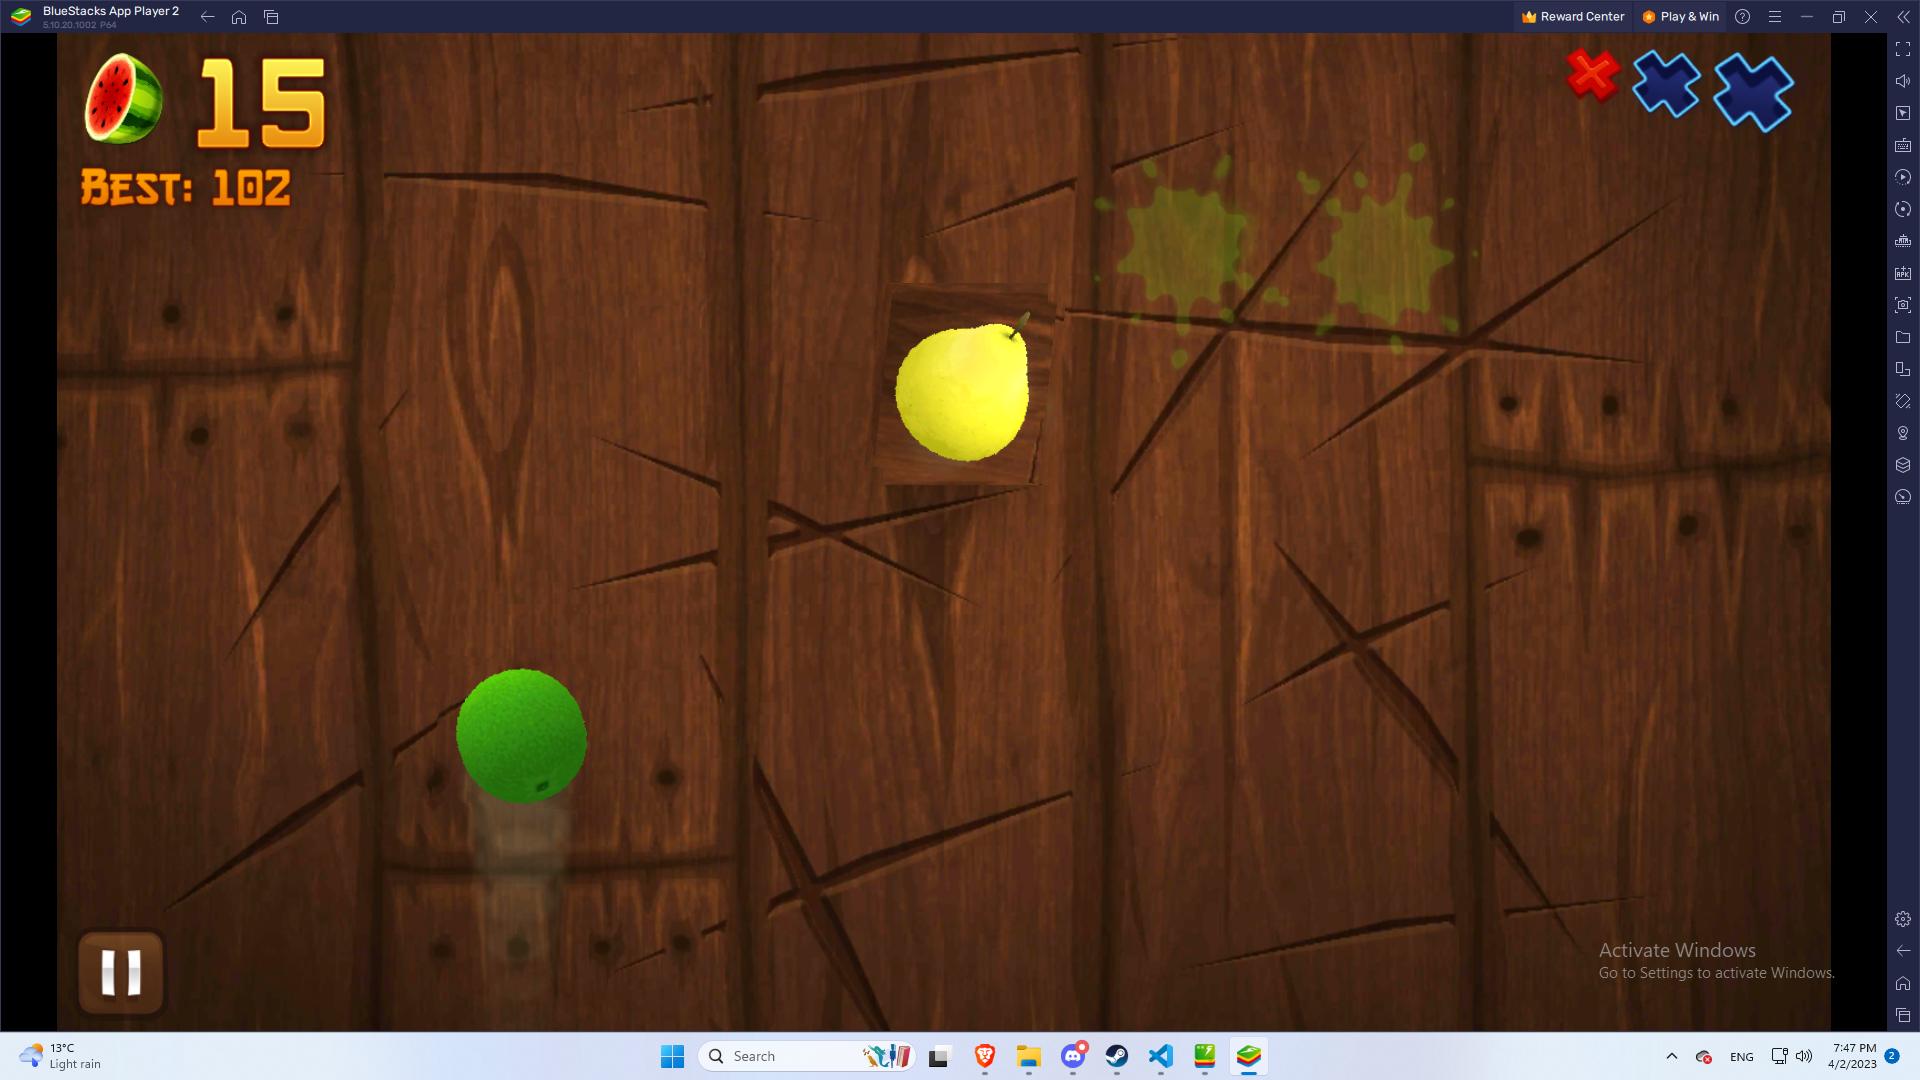 BlueStacks App Player 2
5.10.20.1002 P64
Reward Center
Play & Win
15
BEST: 102
Activate Windows
Go to Settings to activate Windows.
13°C
Light rain
Search
ENG
7:47 PM
4/2/2023
2